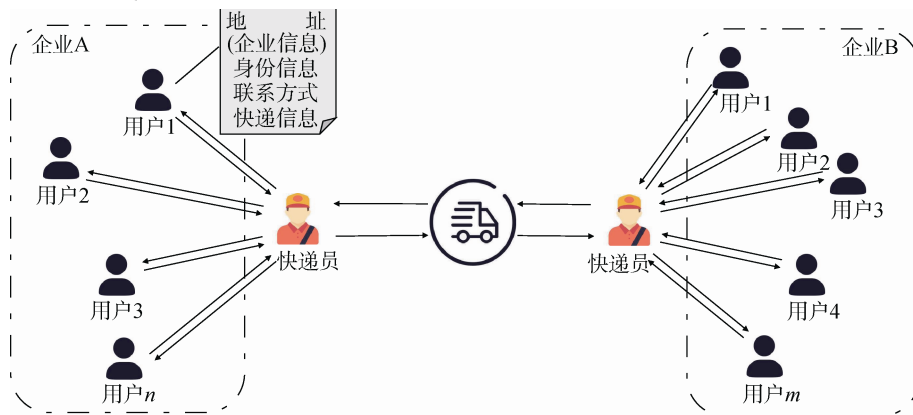 地 址
(企业信息)
身份信息
联系方式
快递信息
企业A
用户1
用户2
用户3
用户n
快递员
快递员
企业B
用户1
用户2
用户3
用户4
用户m